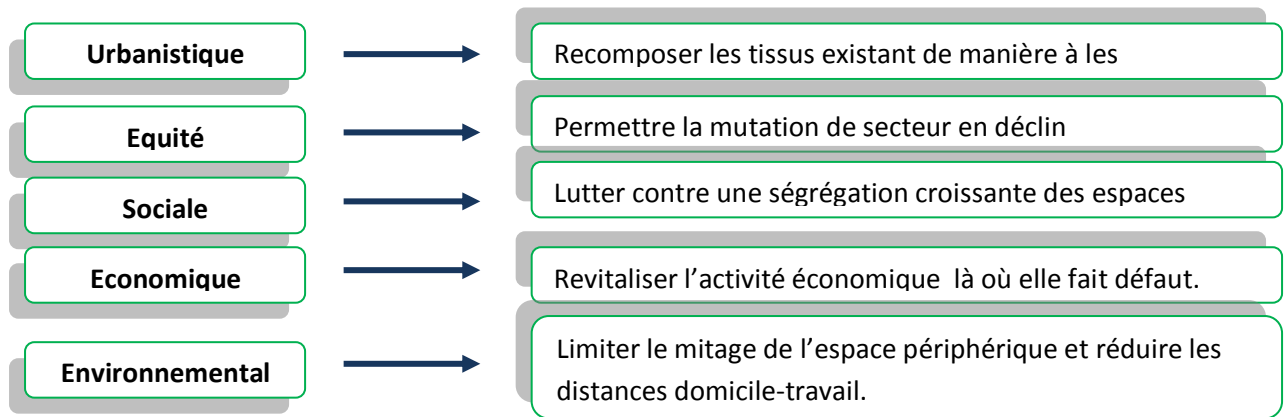 Urbanistique
Recomposer les tissus existant de manière à les
Equité
Permettre la mutation de secteur en déclin
Sociale
Lutter contre une ségrégation croissante des espaces
Economique
Revitaliser l’activité économique là où elle fait défaut.
Environnemental
Limiter le mitage de l’espace périphérique et réduire les
distances domicile-travail.